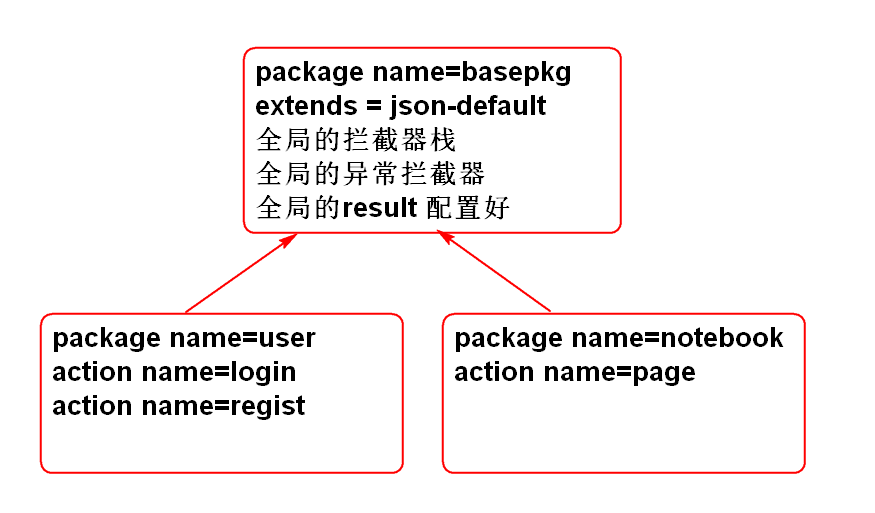 package name=basepkg
extends = json-default
全局的拦截器栈
全局的异常拦截器
全局的result 配置好
package name=user
action name=login
action name=regist
package name=notebook
action name=page